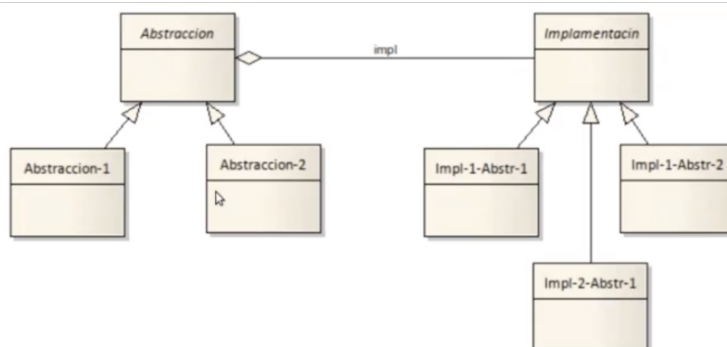 Abstraccion
impl
Implamentacin
Abstraccion-1
Abstraccion-2
Impl-1-Abstr-1
Impl-1-Abstr-2
Impl-2-Abstr-1